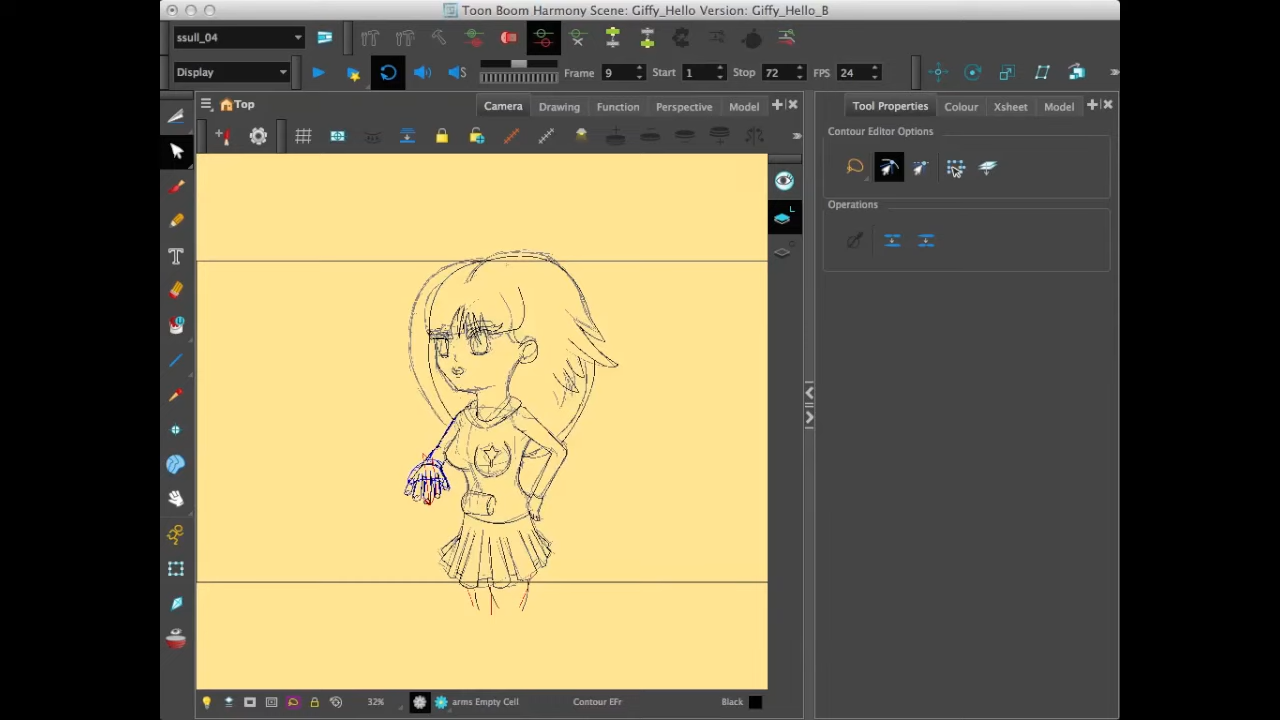 Toon Boom Harmony Scene: Giffy_Hello Version: Giffy_Hello_B
ssull_04
Display
Frame 9 Start 1 Stop 72 FPS 24
Top
Camera Drawing Function Perspective Model
Tool Properties Colour Xsheet Model
Contour Editor Options
Operations
32% arms Empty Cell Contour EFr Black